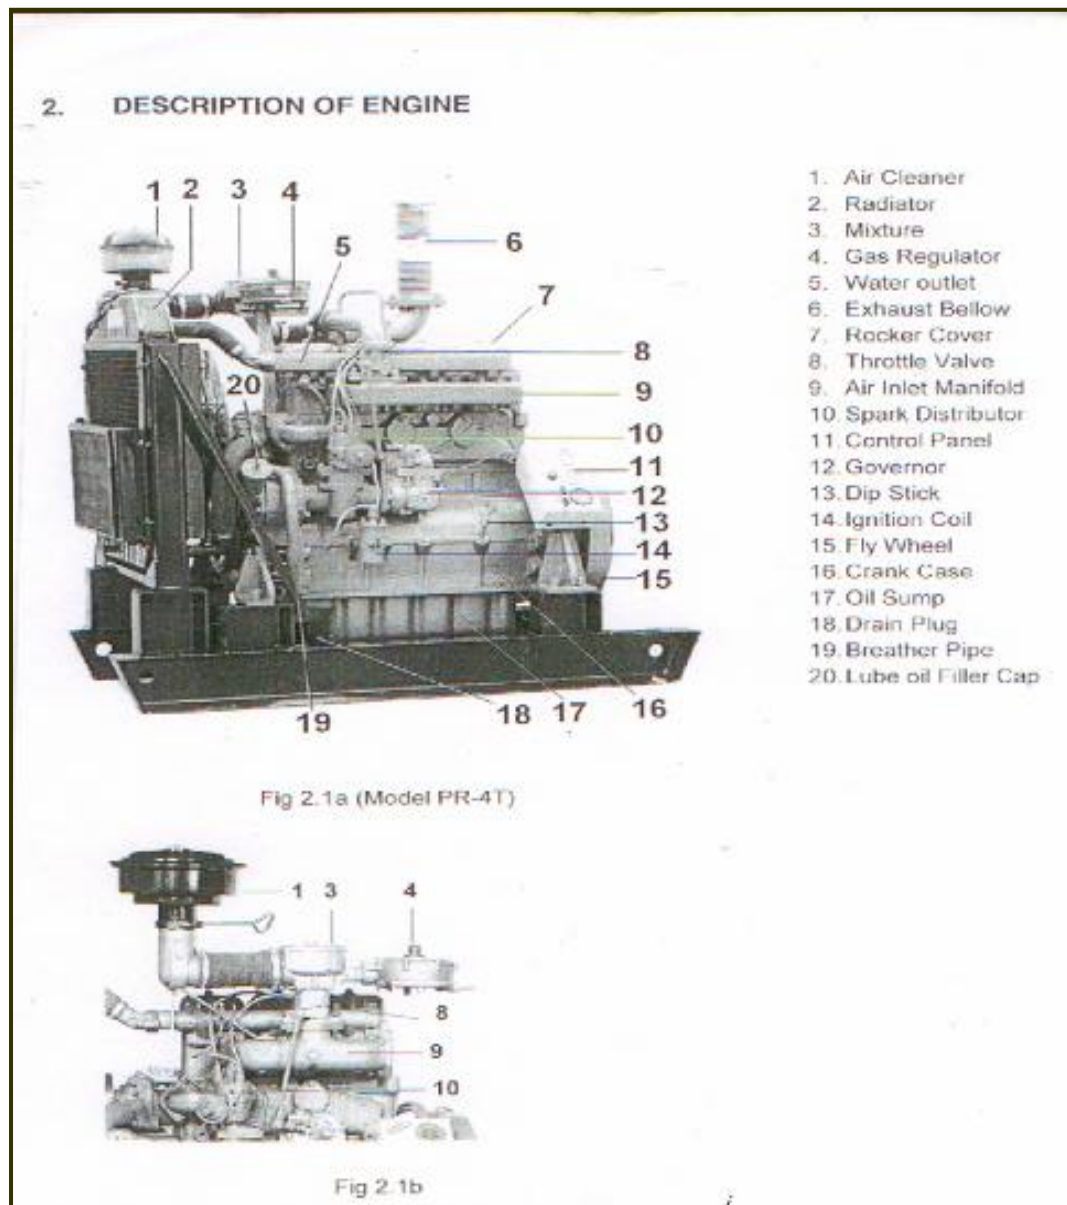 2. DESCRIPTION OF ENGINE
1 2 3 4
5
6
7
8
20
9
10
11
12
13
14
15
19 18 17 16
1. Air Cleaner
2. Radiator
3. Mixture
4. Gas Regulator
5. Water outlet
6. Exhaust Bellow
7. Rocker Cover
8. Throttle Valve
9. Air Inlet Manifold
10. Spark Distributor
11. Control Panel
12. Governor
13. Dip Stick
14. Ignition Coil
15. Fly Wheel
16. Crank Case
17. Oil Sump
18. Drain Plug
19. Breather Pipe
20. Lube oil Filler Cap
Fig 2.1a (Model PR-4T)
1 3 4
8
9
10
Fig 2.1b